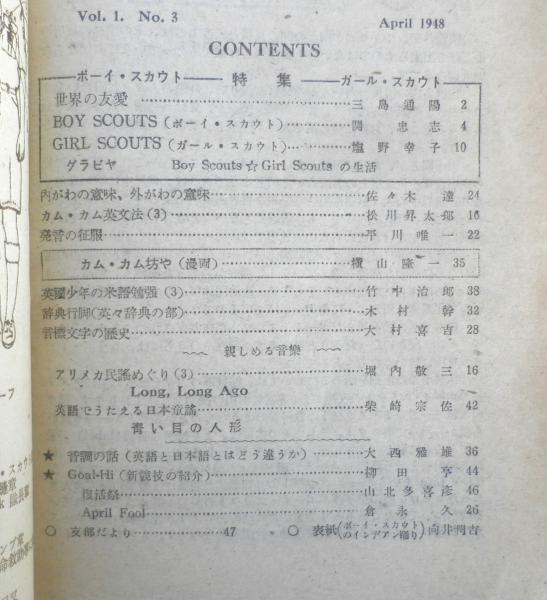 Vol. 1. No. 3 April 1948
CONTENTS
ボーイ・スカウト 特集 ガール・スカウト
世界の友愛 三島通陽 2
BOY SCOUTS (ボーイ・スカウト) 関忠志 4
GIRL SCOUTS (ガール・スカウト) 塩野幸子 10
グラビヤ Boy Scouts☆Girl Scouts の生活
内がわの意味、外がわの意味 佐々木達 24
カム・カム英文法 (3) 松川昇太郎 16
発音の征服 平川唯一 22
カム・カム坊や (漫画) 横山隆一 35
英國少年の米語勉强 (3) 竹中治郎 38
辞典行脚(英々辞典の部) 木村幹 32
音標文字の歴史 大村喜吉 28
親しめる音樂
アリメカ民謡めぐり (3) 堀内敬三 16
Long, Long Ago
英語でうたえる日本童謡 柴崎宗佐 42
青い目の人形
★ 音調の話 (英語と日本語とはどう違うか) 大西雅雄 36
★ Goal-Hi (新競技の紹介) 柳田亨 44
復活祭 山北多喜彦 46
April Fool 倉永久 26
○ 支部だより 47 ○ 表紙(ボーイ・スカウトのインデアン踊り) 向井潤吉